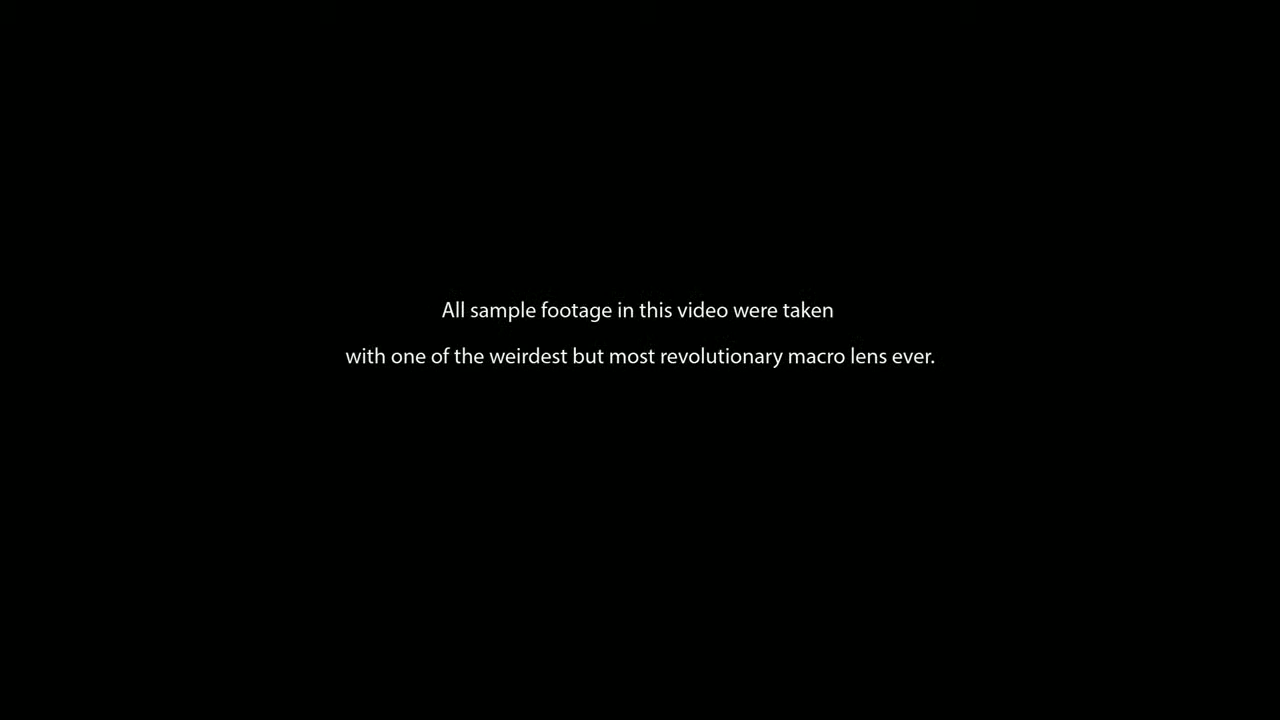 All sample footage in this video were taken
with one of the weirdest but most revolutionary macro lens ever.